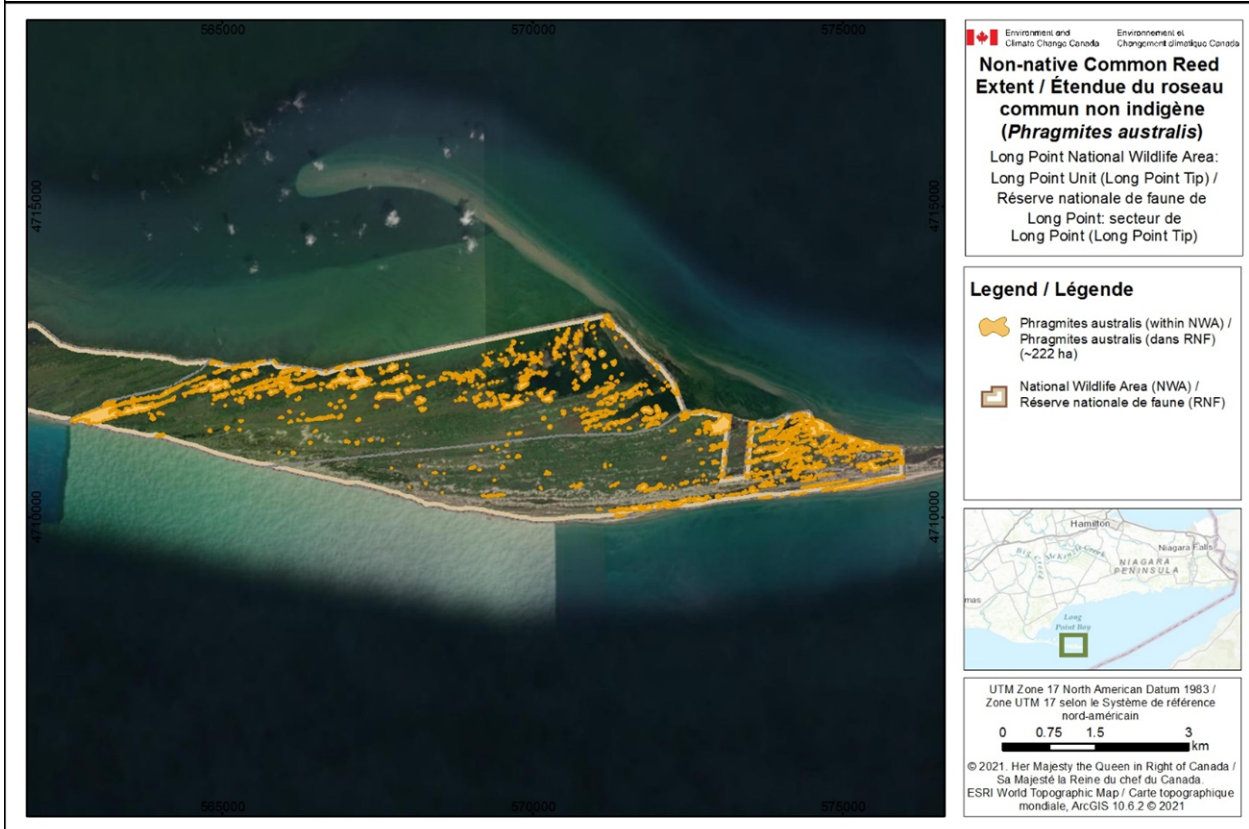 565000 570000 575000
4715000 4715000
4710000 4710000
565000 570000 575000
Environment and Environnement et
Climate Change Canada Changement climatique Canada
Non-native Common Reed
Extent / Étendue du roseau
commun non indigène
(Phragmites australis)
Long Point National Wildlife Area:
Long Point Unit (Long Point Tip) /
Réserve nationale de faune de
Long Point: secteur de
Long Point (Long Point Tip)
Legend / Légende
Phragmites australis (within NWA) /
Phragmites australis (dans RNF)
(~222 ha)
National Wildlife Area (NWA) /
Réserve nationale de faune (RNF)
Hamilton
Niagara Falls
NIAGARA
PENINSULA
mas
Long
Point Bay
UTM Zone 17 North American Datum 1983 /
Zone UTM 17 selon le Système de référence
nord-américain
0 0.75 1.5 3
km
© 2021. Her Majesty the Queen in Right of Canada /
Sa Majesté la Reine du chef du Canada.
ESRI World Topographic Map / Carte topographique
mondiale, ArcGIS 10.6.2 © 2021